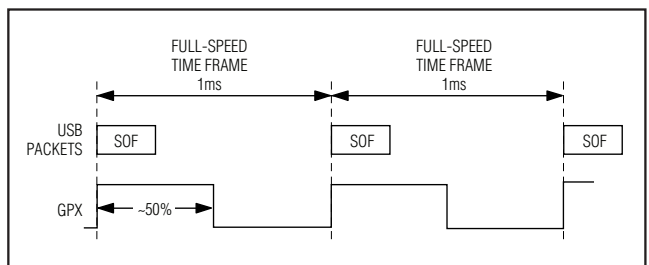 FULL-SPEED
TIME FRAME
1ms
FULL-SPEED
TIME FRAME
1ms
USB
PACKETS
SOF
SOF
SOF
GPX
~50%